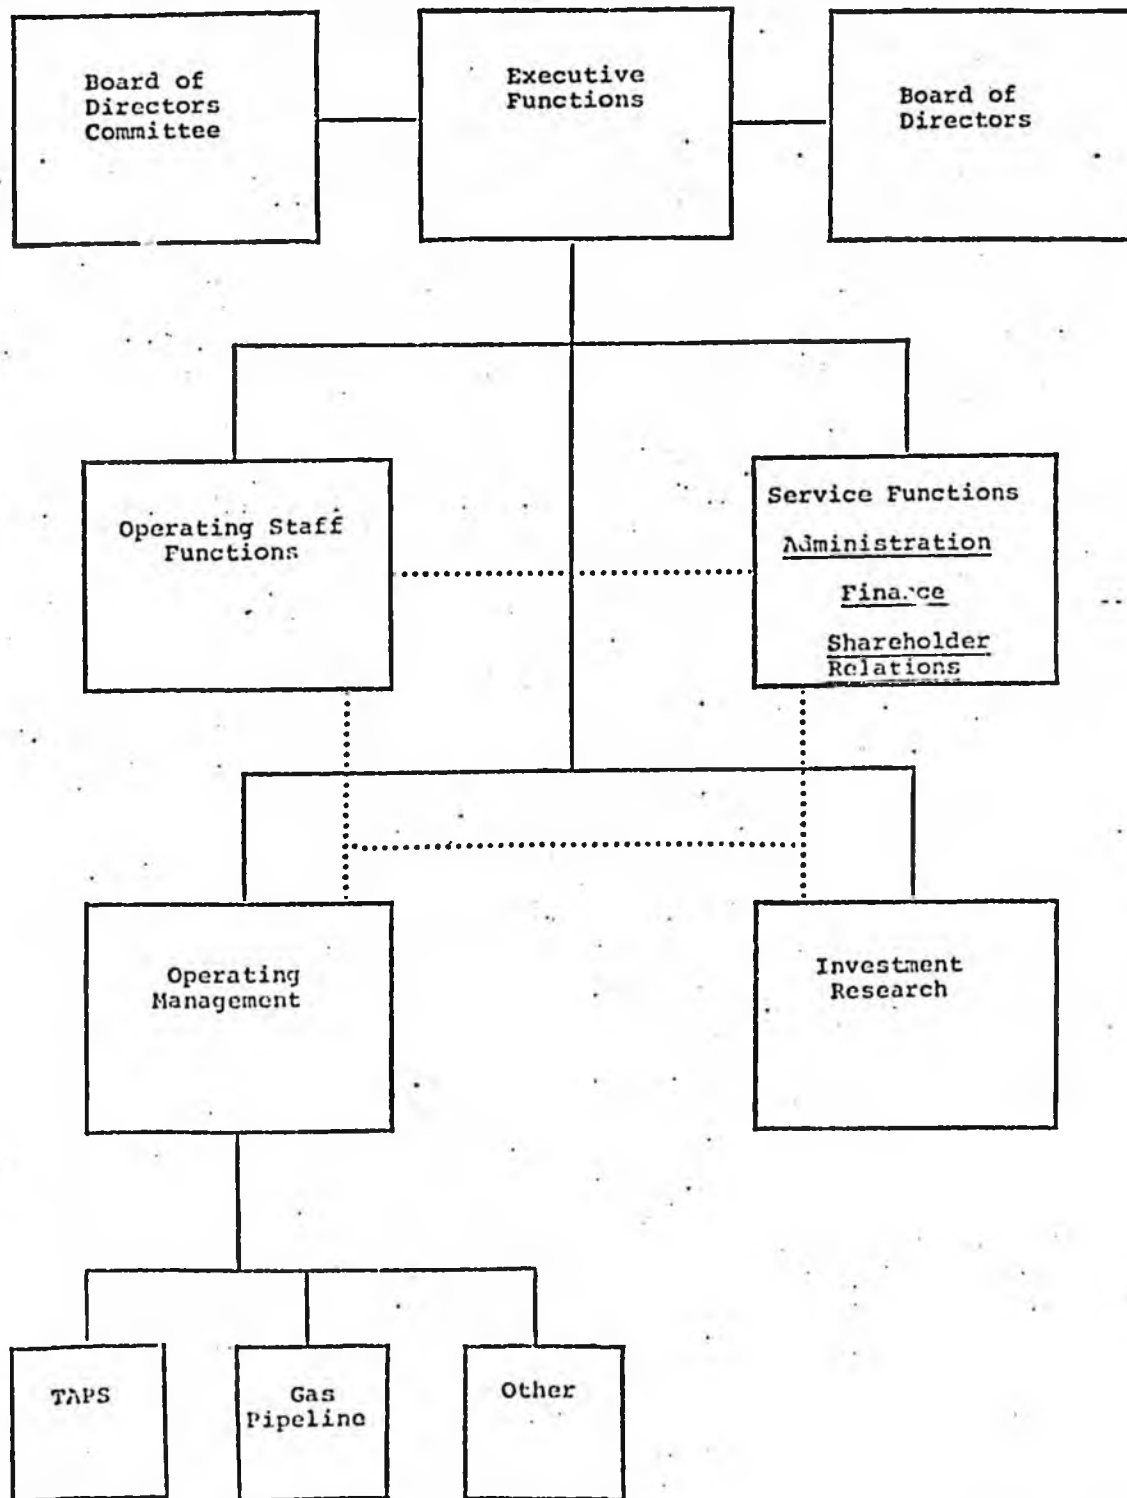 Board of
Directors
Committee
Executive
Functions
Board of
Directors
Operating Staff
Functions
Service Functions
Administration
Finance
Shareholder
Relations
Operating
Management
Investment
Research
TAPS
Gas
Pipeline
Other